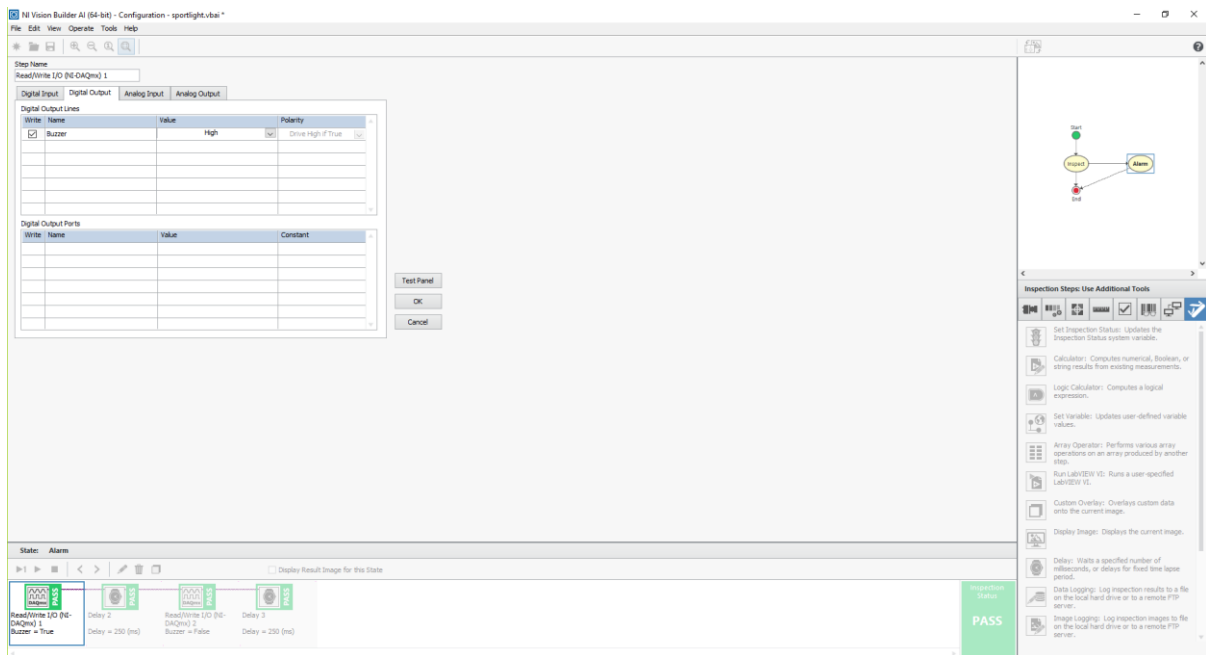 NI Vision Builder AI (64-bit) - Configuration - sportlight.vbai *
File Edit View Operate Tools Help
Step Name
Read/Write I/O (NI-DAQmx) 1
Digital Input Digital Output Analog Input Analog Output
Digital Output Lines
Write Name Value Polarity
Buzzer High Drive High if True
Digital Output Ports
Write Name Value Constant
Test Panel
OK
Cancel
Start
Inspect
Alarm
End
Inspection Steps: Use Additional Tools
Set Inspection Status: Updates the
Inspection Status system variable.
Calculator: Computes numerical, Boolean, or
string results from existing measurements.
Logic Calculator: Computes a logical
expression.
Set Variable: Updates user-defined variable
values.
Array Operator: Performs various array
operations on an array produced by another
step.
Run LabVIEW VI: Runs a user-specified
LabVIEW VI.
Custom Overlay: Overlays custom data
onto the current image.
Display Image: Displays the current image.
Delay: Waits a specified number of
milliseconds, or delays for fixed time lapse
period.
Data Logging: Log inspection results to a file
on the local hard drive or to a remote FTP
server.
Image Logging: Log inspection images to a file
on the local hard drive or to a remote FTP
server.
State: Alarm
Display Result Image for this State
DAQmx PASS
Read/Write I/O (NI-
DAQmx) 1
Buzzer = True
PASS
Delay 2
Delay = 250 (ms)
DAQmx PASS
Read/Write I/O (NI-
DAQmx) 2
Buzzer = False
PASS
Delay 3
Delay = 250 (ms)
Inspection
Status
PASS